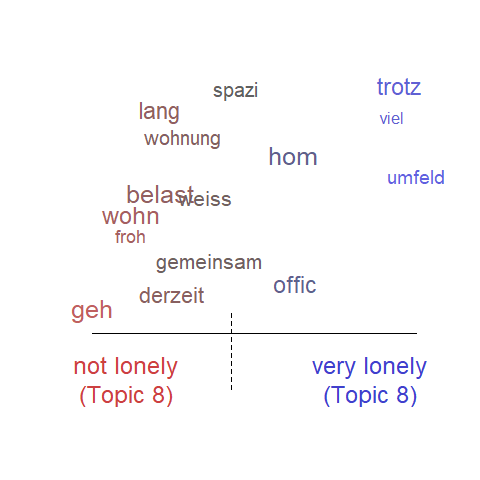 trotz
spazi
lang
viel
wohnung
hom
umfeld
belast
weiss
wohn
froh
gemeinsam
offic
derzeit
geh
not lonely
(Topic 8)
very lonely
(Topic 8)